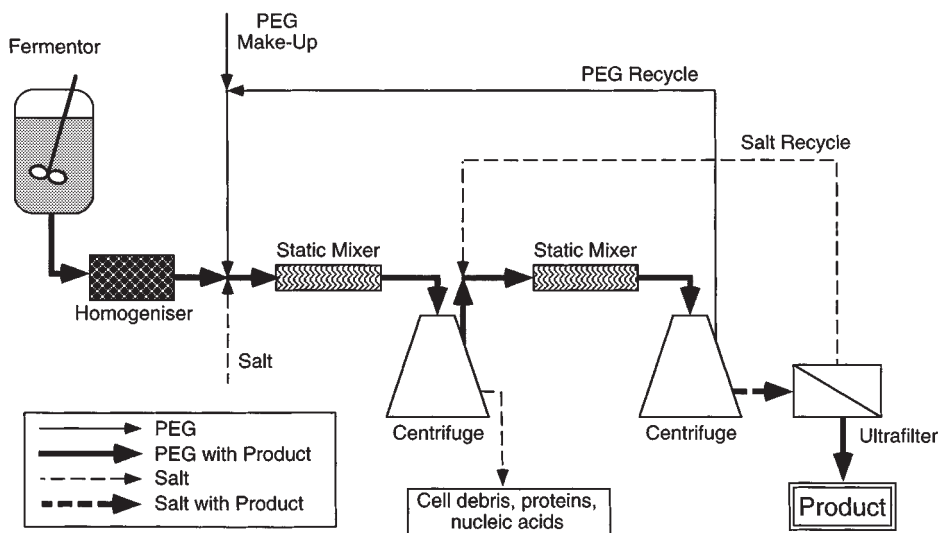 PEG
Make-Up
Fermentor
PEG Recycle
Salt Recycle
Static Mixer
Static Mixer
Homogeniser
Salt
Centrifuge
Centrifuge
Ultrafilter
PEG
PEG with Product
Salt
Salt with Product
Cell debris, proteins,
nucleic acids
Product